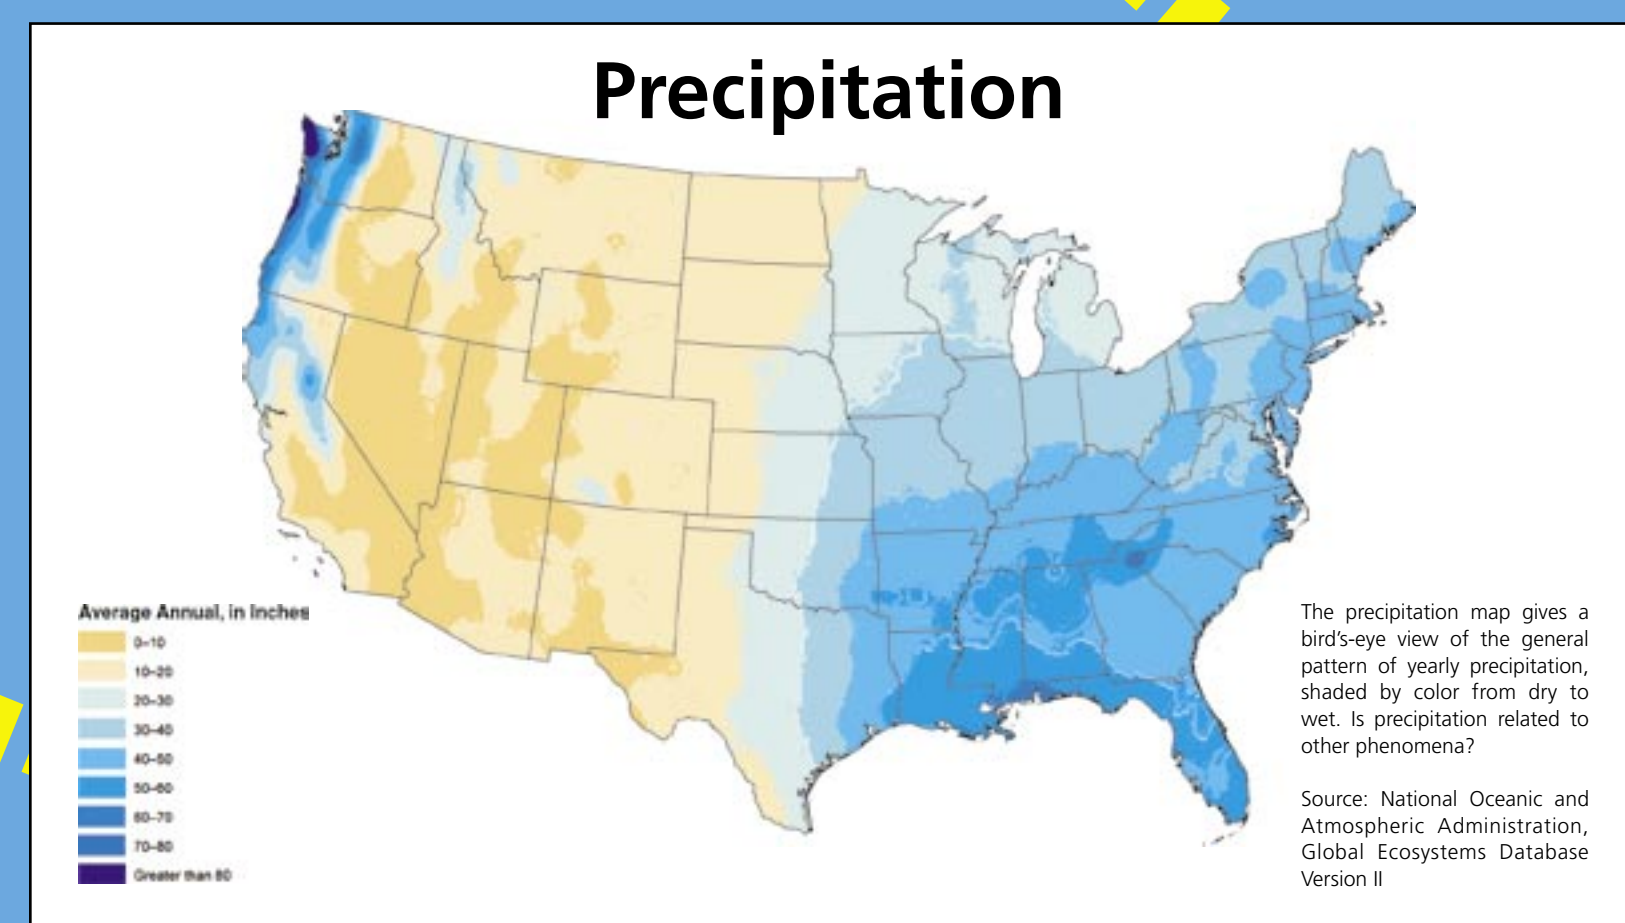 Precipitation
Average Annual, in Inches
0–10
10–20
20–30
30–40
40–50
50–60
60–70
70–80
Greater than 80
The precipitation map gives a
bird’s-eye view of the general
pattern of yearly precipitation,
shaded by color from dry to
wet. Is precipitation related to
other phenomena?
Source: National Oceanic and
Atmospheric Administration,
Global Ecosystems Database
Version II